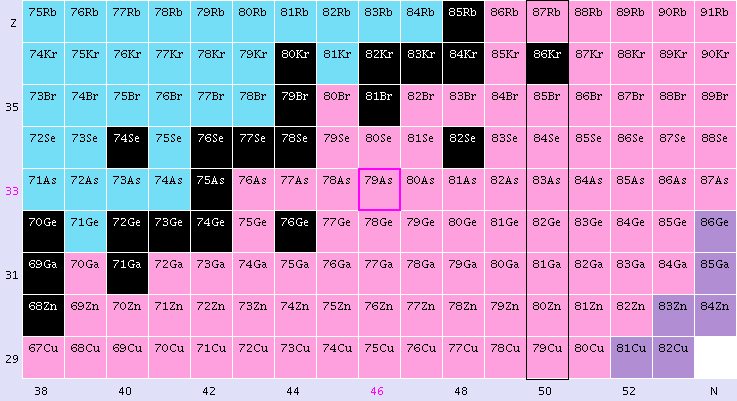 Z 75Rb 76Rb 77Rb 78Rb 79Rb 80Rb 81Rb 82Rb 83Rb 84Rb 85Rb 86Rb 87Rb 88Rb 89Rb 90Rb 91Rb
74Kr 75Kr 76Kr 77Kr 78Kr 79Kr 80Kr 81Kr 82Kr 83Kr 84Kr 85Kr 86Kr 87Kr 88Kr 89Kr 90Kr
35 73Br 74Br 75Br 76Br 77Br 78Br 79Br 80Br 81Br 82Br 83Br 84Br 85Br 86Br 87Br 88Br 89Br
72Se 73Se 74Se 75Se 76Se 77Se 78Se 79Se 80Se 81Se 82Se 83Se 84Se 85Se 86Se 87Se 88Se
33 71As 72As 73As 74As 75As 76As 77As 78As 79As 80As 81As 82As 83As 84As 85As 86As 87As
70Ge 71Ge 72Ge 73Ge 74Ge 75Ge 76Ge 77Ge 78Ge 79Ge 80Ge 81Ge 82Ge 83Ge 84Ge 85Ge 86Ge
31 69Ga 70Ga 71Ga 72Ga 73Ga 74Ga 75Ga 76Ga 77Ga 78Ga 79Ga 80Ga 81Ga 82Ga 83Ga 84Ga 85Ga
68Zn 69Zn 70Zn 71Zn 72Zn 73Zn 74Zn 75Zn 76Zn 77Zn 78Zn 79Zn 80Zn 81Zn 82Zn 83Zn 84Zn
29 67Cu 68Cu 69Cu 70Cu 71Cu 72Cu 73Cu 74Cu 75Cu 76Cu 77Cu 78Cu 79Cu 80Cu 81Cu 82Cu
38 40 42 44 46 48 50 52 N